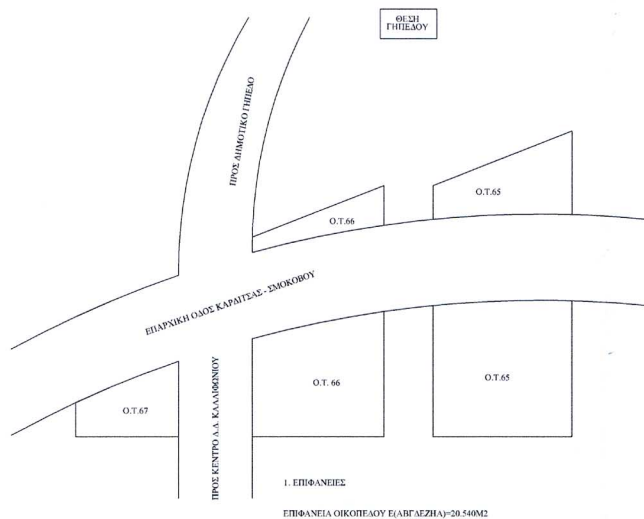 ΘΕΣΗ
ΓΗΠΕΔΟΥ
ΠΡΟΣ ΔΗΜΟΤΙΚΟ ΓΗΠΕΔΟ
Ο.Τ.65
Ο.Τ.66
ΕΠΑΡΧΙΚΗ ΟΔΟΣ ΚΑΡΔΙΤΣΑΣ - ΣΜΟΚΟΒΟΥ
ΠΡΟΣ ΚΕΝΤΡΟ Δ.Δ. ΚΑΛΛΙΦΩΝΙΟΥ
Ο.Τ.67
Ο.Τ. 66
Ο.Τ.65
1. ΕΠΙΦΑΝΕΙΕΣ
ΕΠΙΦΑΝΕΙΑ ΟΙΚΟΠΕΔΟΥ Ε(ΑΒΓΔΕΖΗΑ)=20.540Μ2